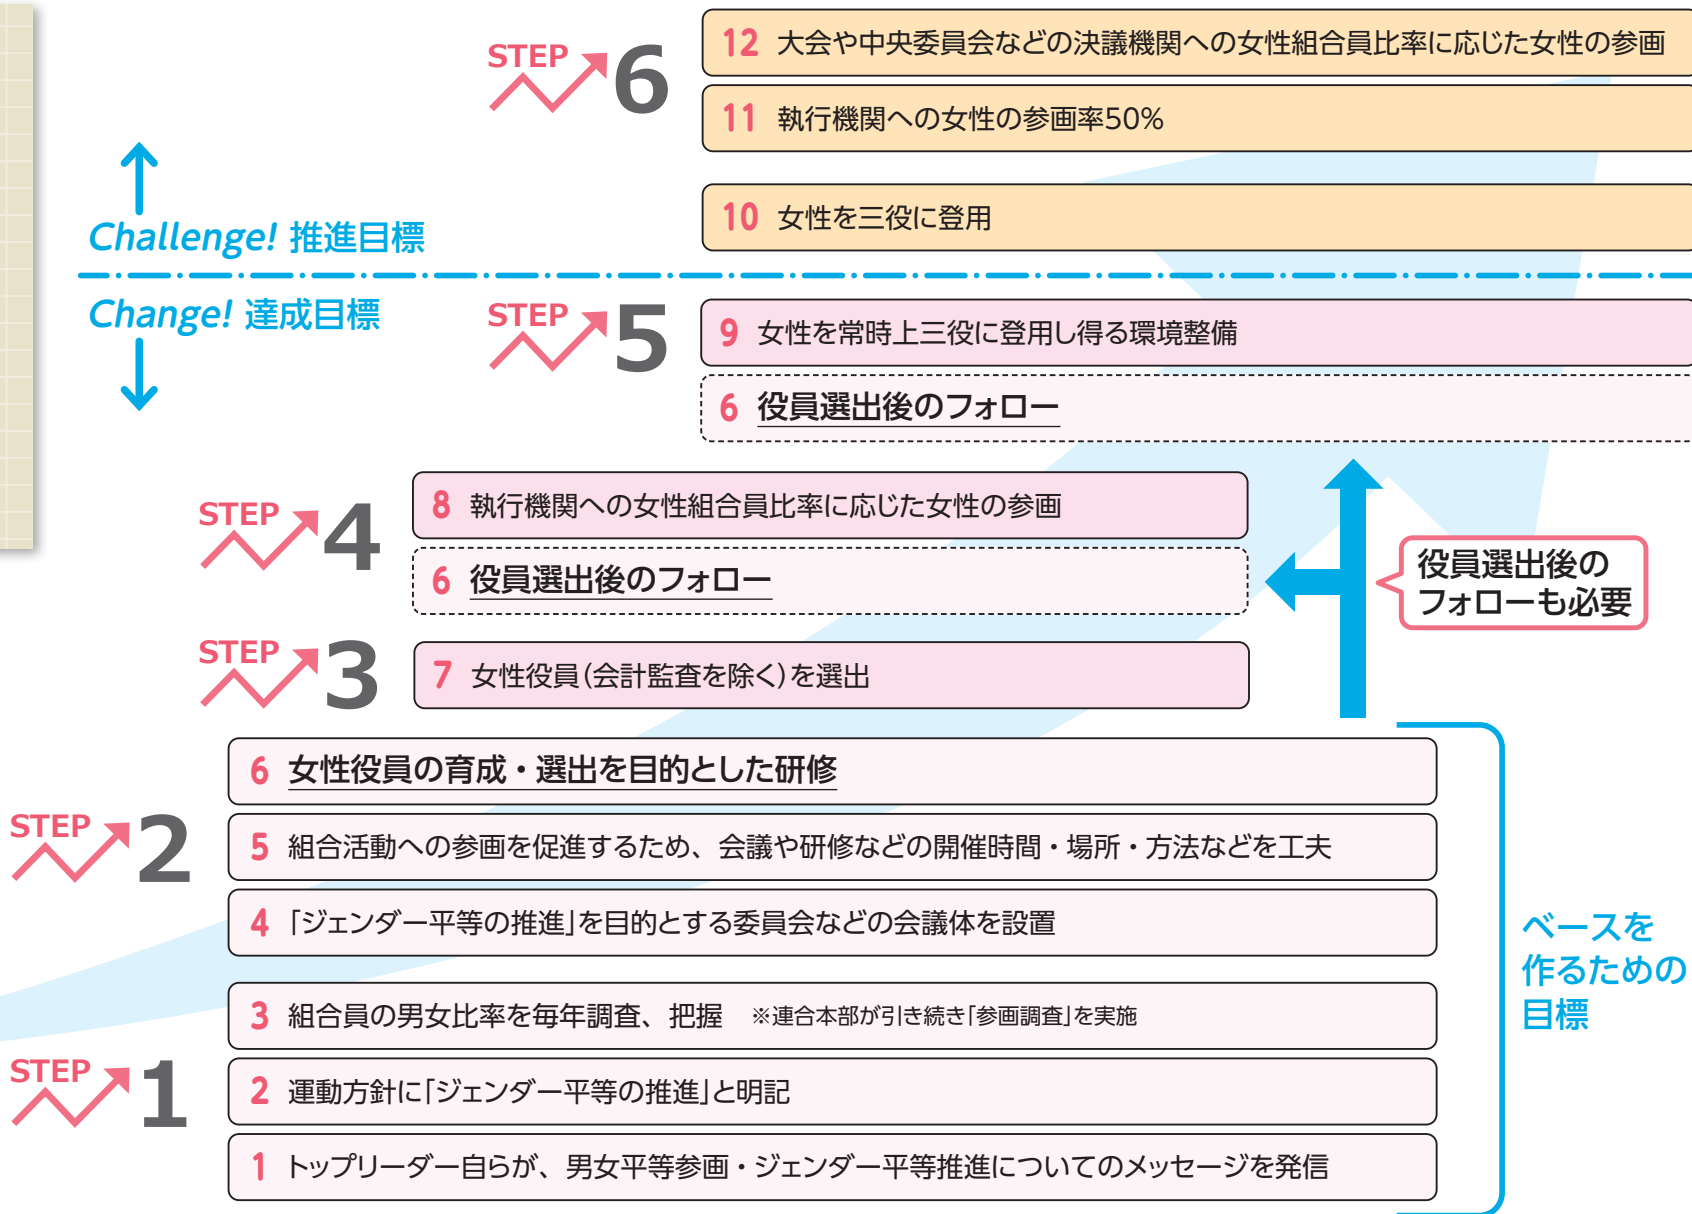 STEP 6
12 大会や中央委員会などの決議機関への女性組合員比率に応じた女性の参画
11 執行機関への女性の参画率50%
10 女性を三役に登用
Challenge! 推進目標
Change! 達成目標
STEP 5
9 女性を常時上三役に登用し得る環境整備
6 役員選出後のフォロー
STEP 4
8 執行機関への女性組合員比率に応じた女性の参画
6 役員選出後のフォロー
役員選出後の
フォローも必要
STEP 3
7 女性役員(会計監査を除く)を選出
STEP 2
6 女性役員の育成・選出を目的とした研修
5 組合活動への参画を促進するため、会議や研修などの開催時間・場所・方法などを工夫
4 「ジェンダー平等の推進」を目的とする委員会などの会議体を設置
STEP 1
3 組合員の男女比率を毎年調査、把握 ※連合本部が引き続き「参画調査」を実施
2 運動方針に「ジェンダー平等の推進」と明記
1 トップリーダー自らが、男女平等参画・ジェンダー平等推進についてのメッセージを発信
ベースを
作るための
目標